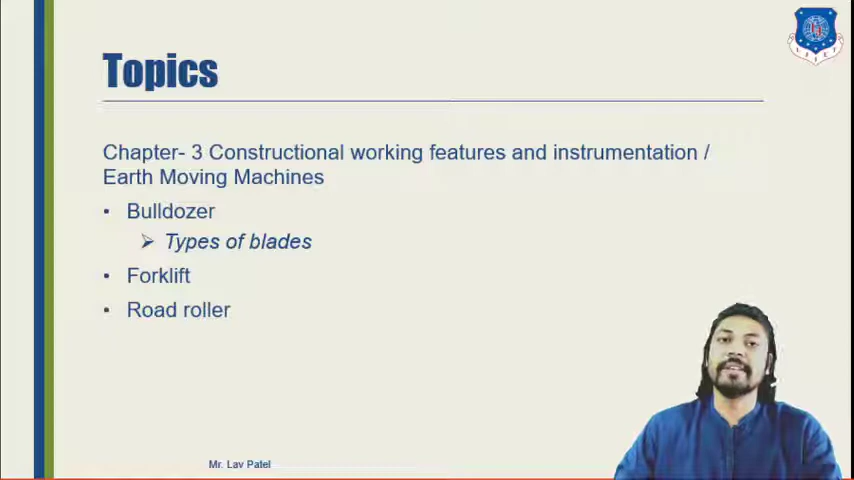 Topics
Chapter- 3 Constructional working features and instrumentation /
Earth Moving Machines
• Bulldozer
➢ Types of blades
• Forklift
• Road roller
Mr. Lav Patel